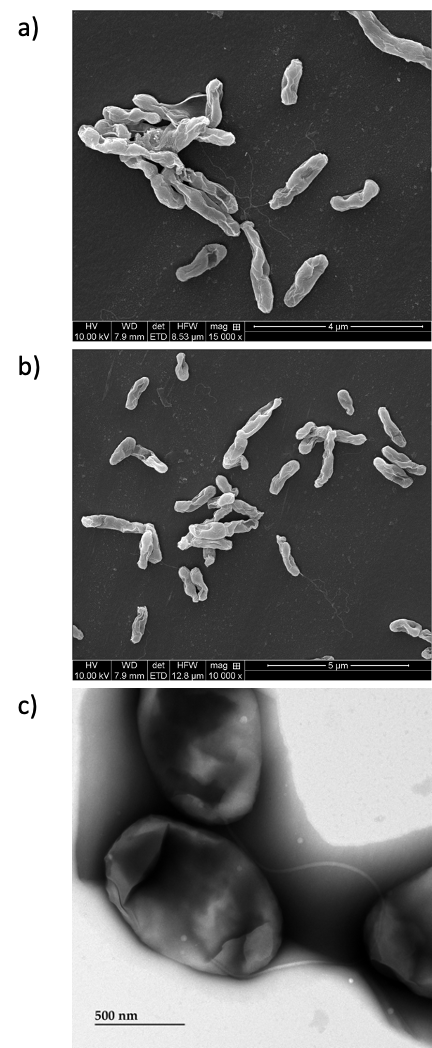 a)
HV WD det HFW mag ⊞ 4 µm
10.00 kV 7.9 mm ETD 8.53 µm 15 000 x
b)
HV WD det HFW mag ⊞ 5 µm
10.00 kV 7.9 mm ETD 12.8 µm 10 000 x
c)
500 nm